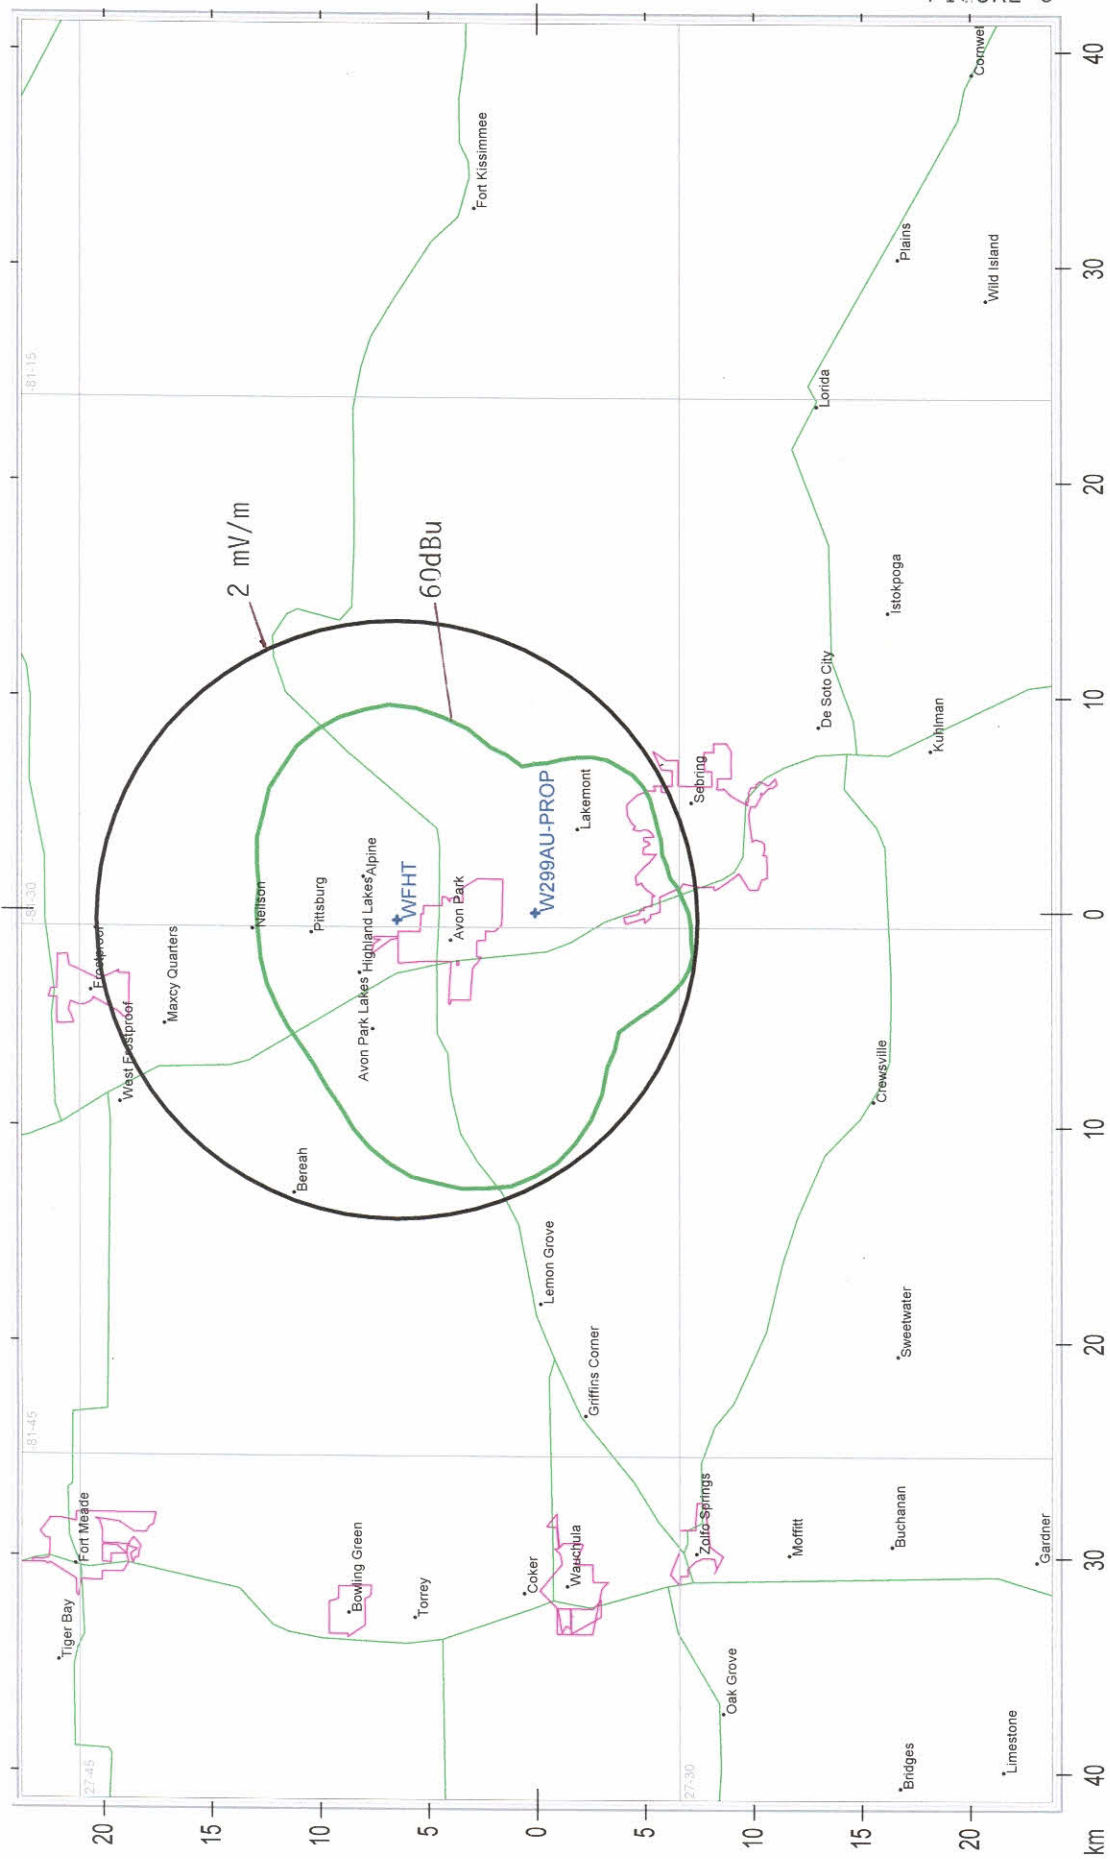 -81-45
-81-30
-81-15
27-45
27-30
Tiger Bay
Fort Meade
West Frostproof
Frostproof
Maxcy Quarters
Neilson
2 mV/m
Bereah
Pittsburg
Bowling Green
Avon Park Lakes
Highland Lakes
Alpine
WFHT
60dBu
Torrey
Avon Park
Fort Kissimmee
Coker
Lemon Grove
W299AU-PROP
Wauchula
Griffins Corner
Lakemont
Zolfo Springs
Sebring
Oak Grove
Moffitt
De Soto City
Lorida
Crewsville
Buchanan
Sweetwater
Istokpoga
Bridges
Plains
Kuhlman
Cornwel
Limestone
Gardner
Wild Island
20
15
10
5
0
5
10
15
20
km
40
30
20
10
0
10
20
30
40